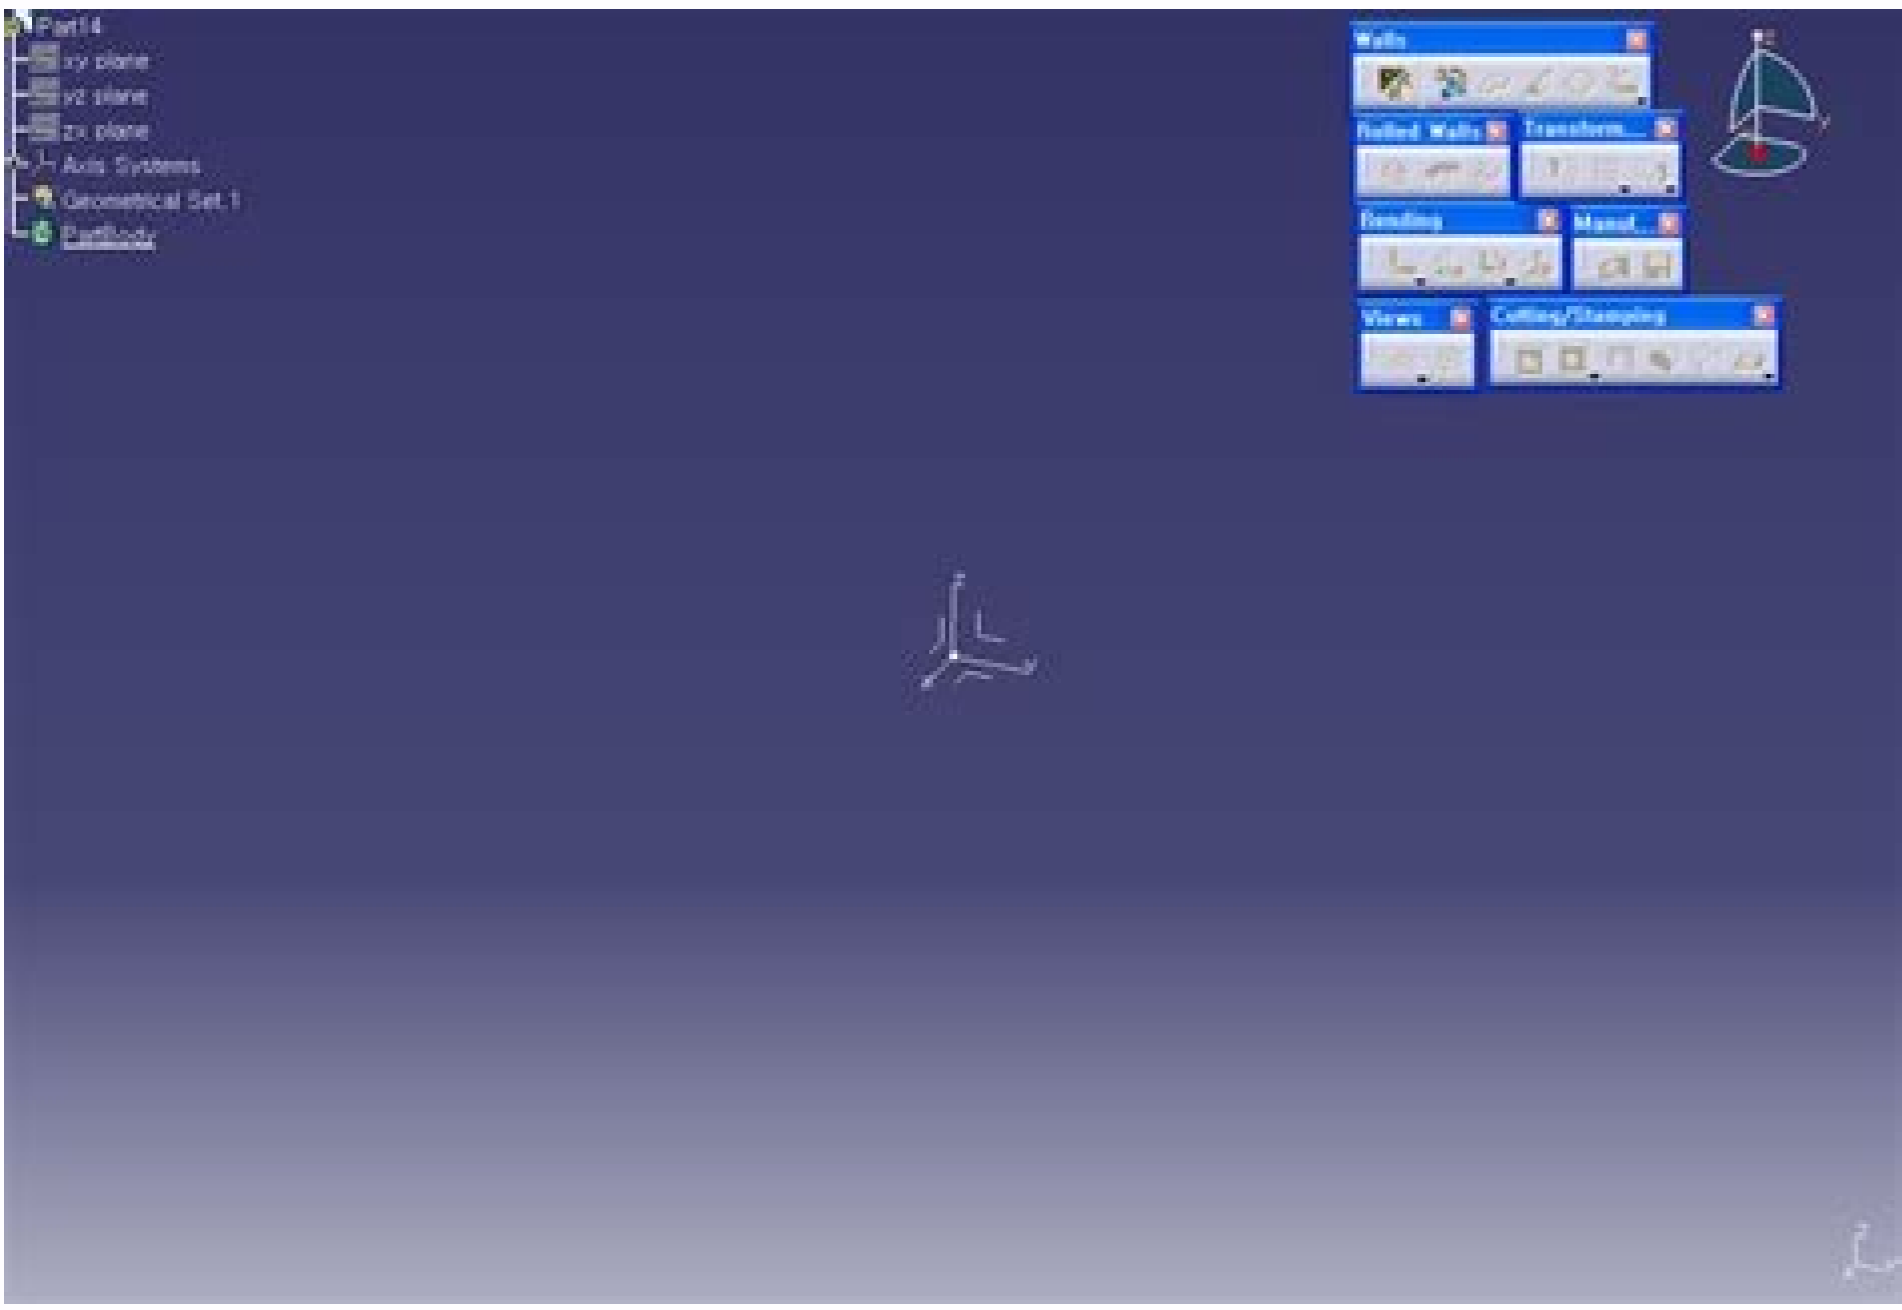 Part14
xy plane
yz plane
zx plane
Axis Systems
Geometrical Set.1
PartBody
Walls
Rolled Walls
Transform...
Bending
Manuf...
Views
Cutting/Stamping
z
y
z